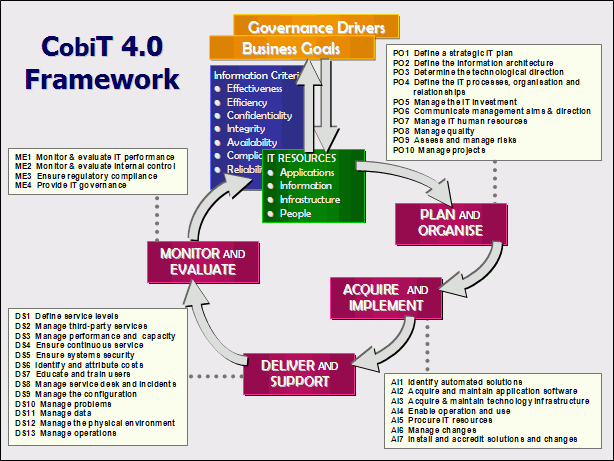 COBIT 4.0
Framework
Governance Drivers
Business Goals
Information Criteri
Effectiveness
Efficiency
Confidentiality
Integrity
Availability
Complia
Reliabili
IT RESOURCES
Applications
Information
Infrastructure
People
PO1 Define a strategic IT plan
PO2 Define the information architecture
PO3 Determine the technological direction
PO4 Define the IT processes, organisation and
relationships
PO5 Manage the IT investment
PO6 Communicate management aims & direction
PO7 Manage IT human resources
PO8 Manage quality
PO9 Assess and manage risks
PO10 Manage projects
ME1 Monitor & evaluate IT performance
ME2 Monitor & evaluate internal control
ME3 Ensure regulatory compliance
ME4 Provide IT governance
PLAN AND
ORGANISE
MONITOR AND
EVALUATE
ACQUIRE AND
IMPLEMENT
DELIVER AND
SUPPORT
DS1 Define service levels
DS2 Manage third-party services
DS3 Manage performance and capacity
DS4 Ensure continuous service
DS5 Ensure systems security
DS6 Identify and attribute costs
DS7 Educate and train users
DS8 Manage service desk and incidents
DS9 Manage the configuration
DS10 Manage problems
DS11 Manage data
DS12 Manage the physical environment
DS13 Manage operations
AI1 Identify automated solutions
AI2 Acquire and maintain application software
AI3 Acquire & maintain technology infrastructure
AI4 Enable operation and use
AI5 Procure IT resources
AI6 Manage changes
AI7 Install and accredit solutions and changes